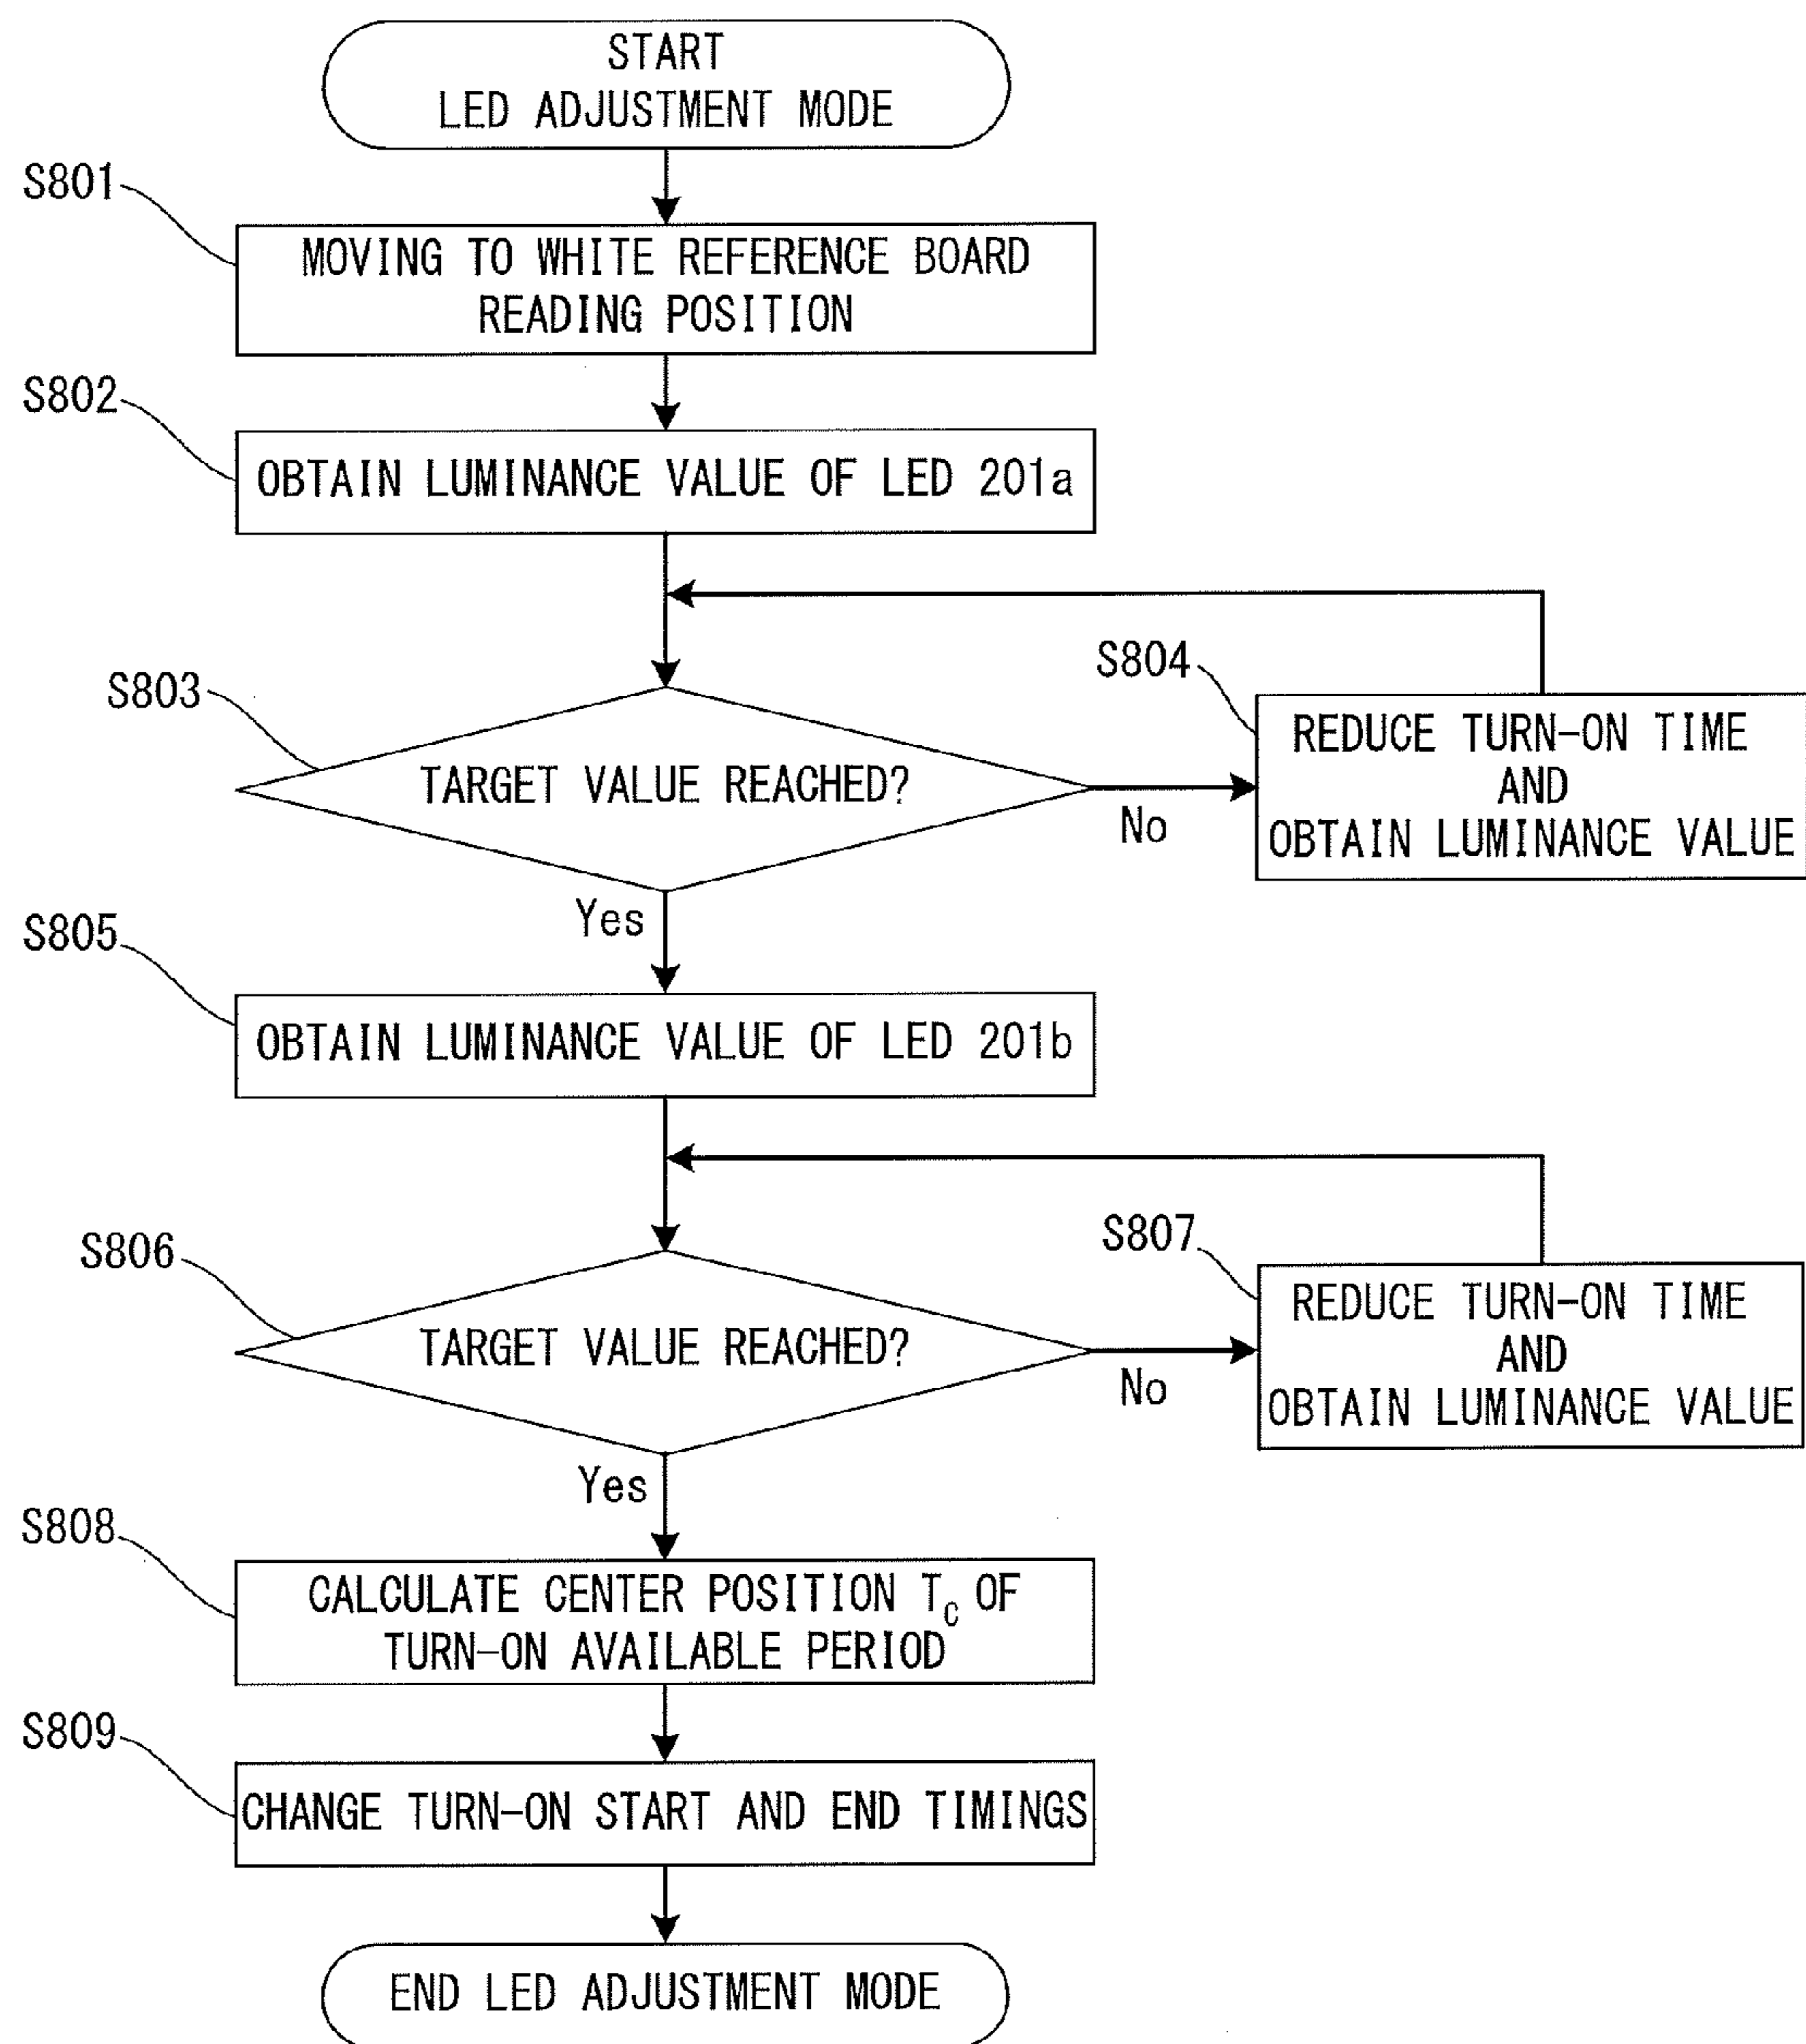 START
LED ADJUSTMENT MODE
S801
MOVING TO WHITE REFERENCE BOARD
READING POSITION
S802
OBTAIN LUMINANCE VALUE OF LED 201a
S803
TARGET VALUE REACHED?
No
S804
REDUCE TURN-ON TIME
AND
OBTAIN LUMINANCE VALUE
Yes
S805
OBTAIN LUMINANCE VALUE OF LED 201b
S806
TARGET VALUE REACHED?
No
S807
REDUCE TURN-ON TIME
AND
OBTAIN LUMINANCE VALUE
Yes
S808
CALCULATE CENTER POSITION TC OF
TURN-ON AVAILABLE PERIOD
S809
CHANGE TURN-ON START AND END TIMINGS
END LED ADJUSTMENT MODE